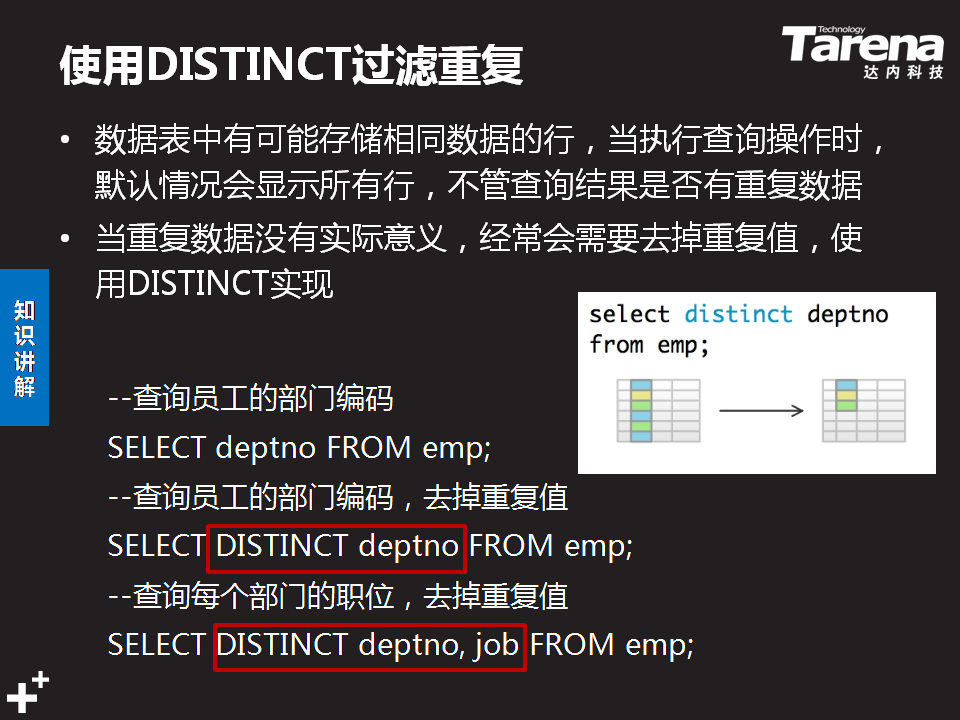 使用DISTINCT过滤重复
Technology
Tarena
达内科技
• 数据表中有可能存储相同数据的行，当执行查询操作时，
默认情况会显示所有行，不管查询结果是否有重复数据
• 当重复数据没有实际意义，经常会需要去掉重复值，使
用DISTINCT实现
知识讲解
select distinct deptno
from emp;
--查询员工的部门编码
SELECT deptno FROM emp;
--查询员工的部门编码，去掉重复值
SELECT DISTINCT deptno FROM emp;
--查询每个部门的职位，去掉重复值
SELECT DISTINCT deptno, job FROM emp;